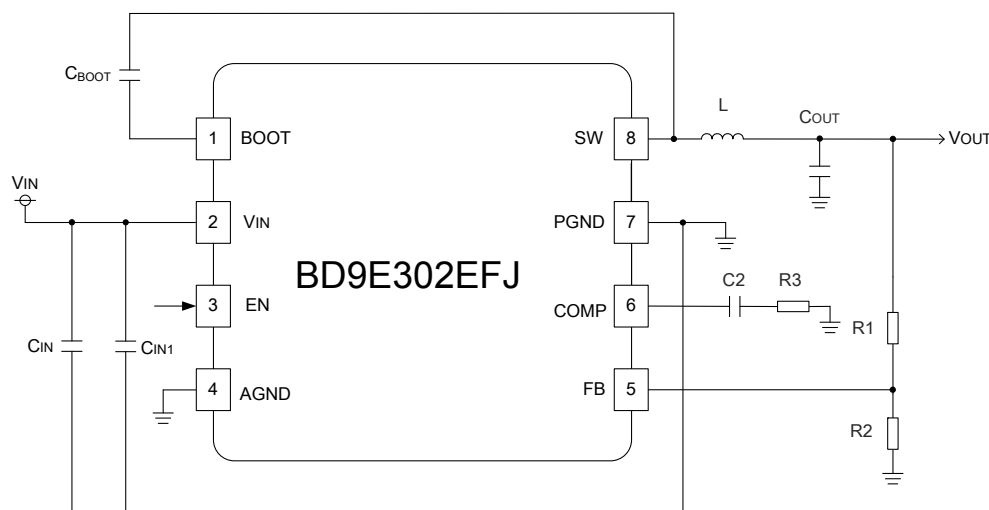 CBOOT
L
COUT
1
BOOT
SW
8
VOUT
VIN
2
VIN
PGND
7
BD9E302EFJ
C2
R3
3
EN
COMP
6
CIN
CIN1
R1
4
AGND
FB
5
R2